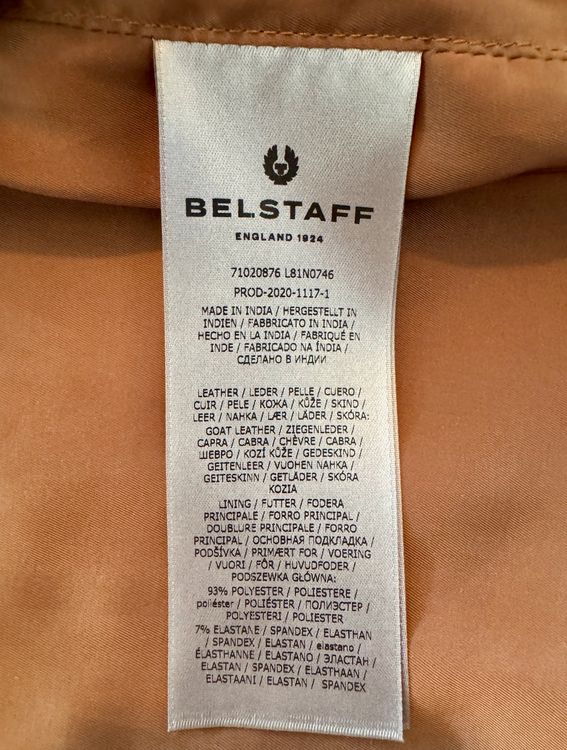 BELSTAFF
ENGLAND 1924
71020876 L81N0746
PROD-2020-1117-1
MADE IN INDIA / HERGESTELLT IN
INDIEN / FABBRICATO IN INDIA /
HECHO EN LA INDIA / FABRIQUÉ EN
INDE / FABRICADO NA ÍNDIA /
СДЕЛАНО В ИНДИИ
LEATHER / LEDER / PELLE / CUERO /
CUIR / PELE / КОЖА / KŮŽE / SKIND /
LEER / NAHKA / LÆR / LÄDER / SKÓRA:
GOAT LEATHER / ZIEGENLEDER /
CAPRA / CABRA / CHÈVRE / CABRA /
ШЕВРО / KOZÍ KŮŽE / GEDESKIND /
GEITENLEER / VUOHEN NAHKA /
GEITESKINN / GETLÄDER / SKÓRA
KOZIA
LINING / FUTTER / FODERA
PRINCIPALE / FORRO PRINCIPAL /
DOUBLURE PRINCIPALE / FORRO
PRINCIPAL / ОСНОВНАЯ ПОДКЛАДКА /
PODŠÍVKA / PRIMÆRT FOR / VOERING
/ VUORI / FÔR / HUVUDFODER /
PODSZEWKA GŁÓWNA:
93% POLYESTER / POLIESTERE /
poliéster / POLIÉSTER / ПОЛИЭСТЕР /
POLYESTERI / POLIESTER
7% ELASTANE / SPANDEX / ELASTHAN
/ SPANDEX / ELASTAN / elastano /
ÉLASTHANNE / ELASTANO / ЭЛАСТАН /
ELASTAN / SPANDEX / ELASTHAAN /
ELASTAANI / ELASTAN / SPANDEX